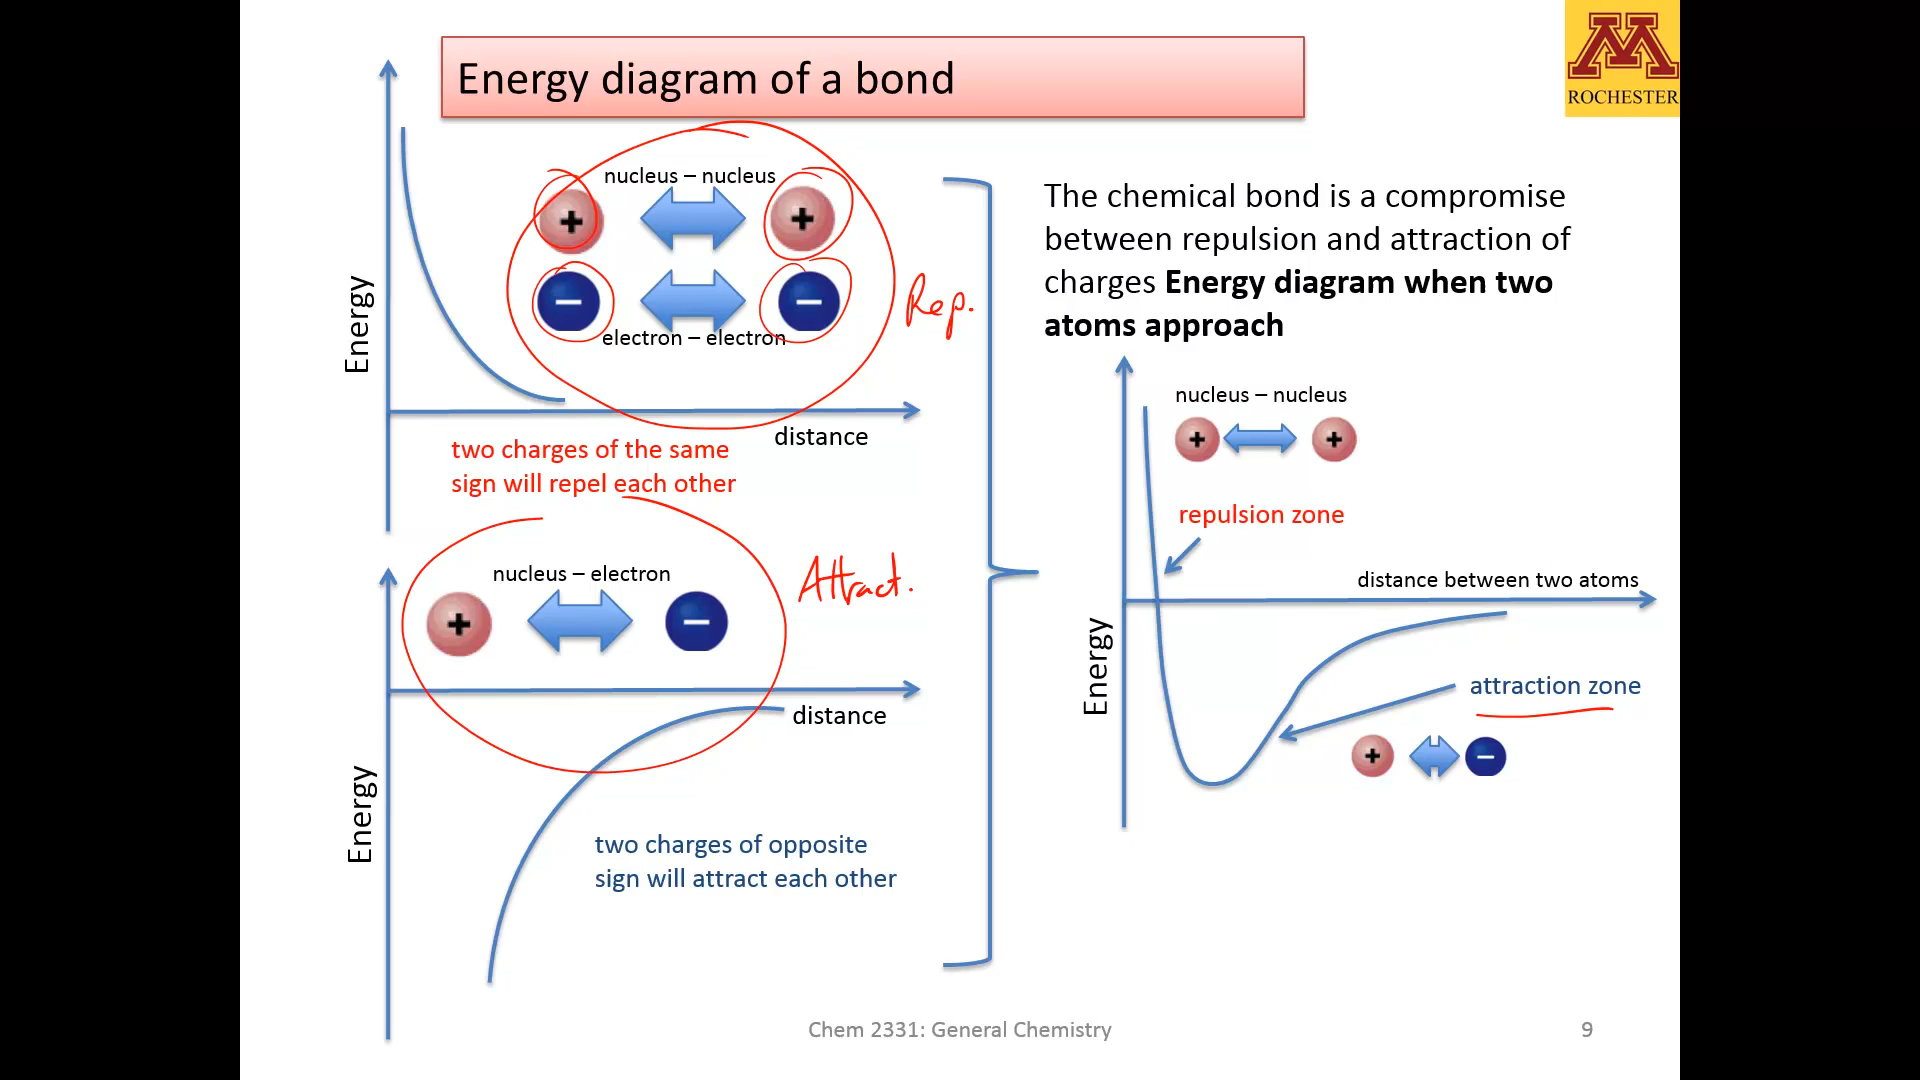 Energy diagram of a bond
M
ROCHESTER
Energy
nucleus – nucleus
+ +
− −
electron – electron
Rep.
distance
two charges of the same
sign will repel each other
nucleus – electron
+ −
Attract.
distance
Energy
two charges of opposite
sign will attract each other
The chemical bond is a compromise
between repulsion and attraction of
charges Energy diagram when two
atoms approach
nucleus – nucleus
+ +
repulsion zone
distance between two atoms
Energy
attraction zone
+ −
Chem 2331: General Chemistry
9